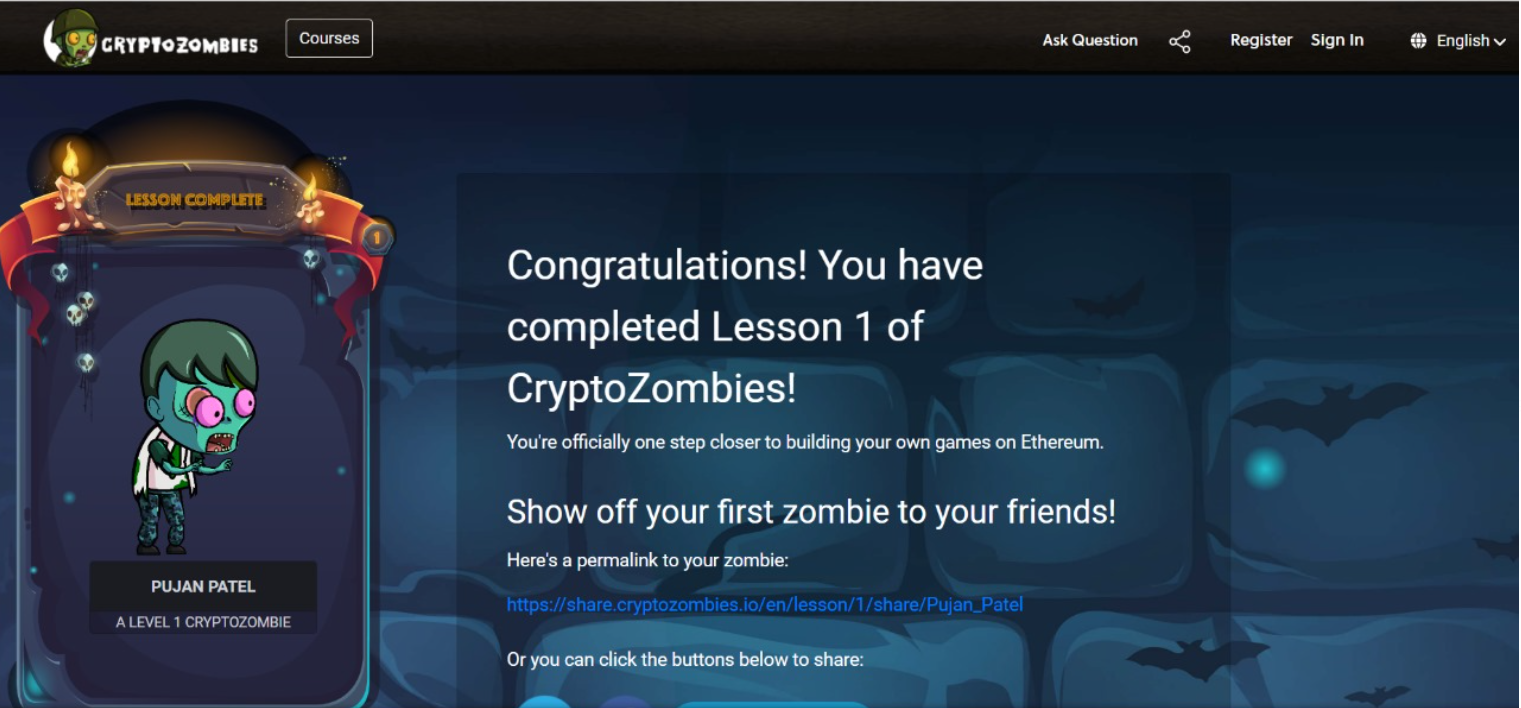 CRYPTOZOMBIES
Courses
Ask Question
Register
Sign In
English
LESSON COMPLETE
1
Congratulations! You have
completed Lesson 1 of
CryptoZombies!
You're officially one step closer to building your own games on Ethereum.
Show off your first zombie to your friends!
Here's a permalink to your zombie:
https://share.cryptozombies.io/en/lesson/1/share/Pujan_Patel
Or you can click the buttons below to share:
PUJAN PATEL
A LEVEL 1 CRYPTOZOMBIE